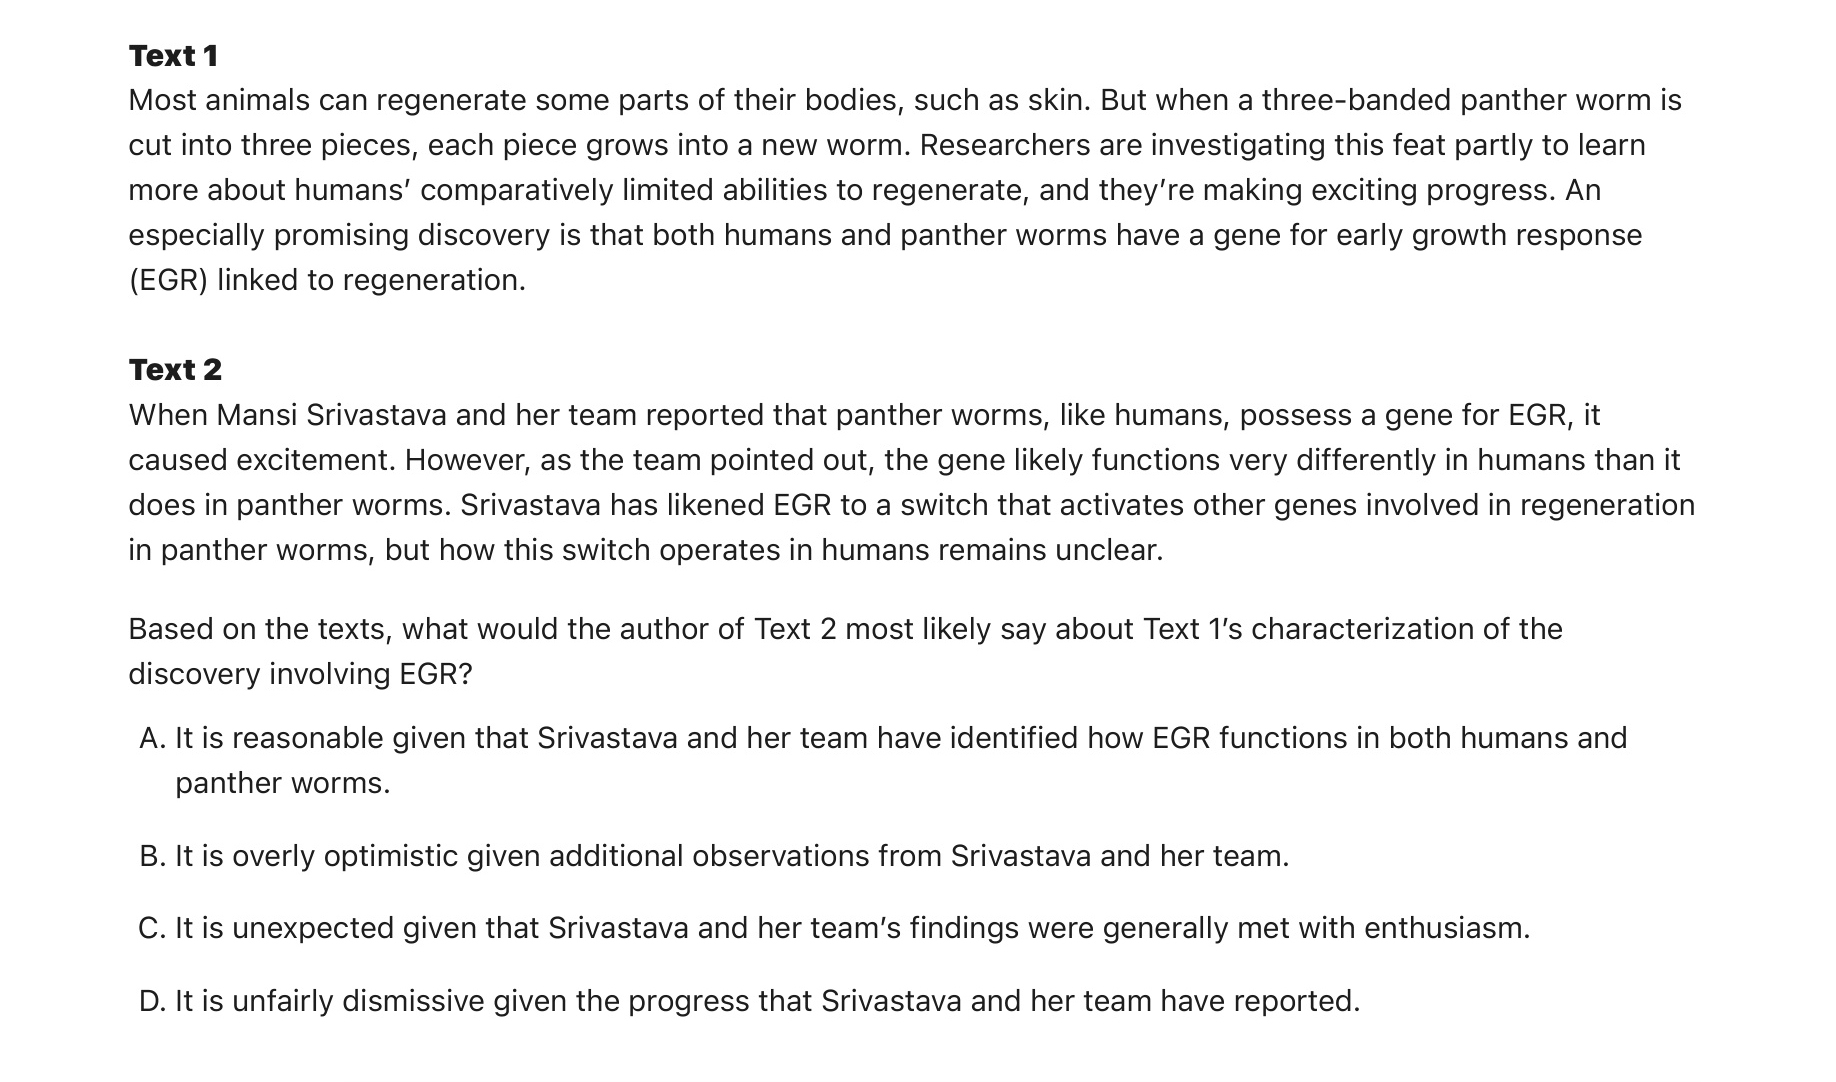 Text 1
Most animals can regenerate some parts of their bodies, such as skin. But when a three-banded panther worm is
cut into three pieces, each piece grows into a new worm. Researchers are investigating this feat partly to learn
more about humans’ comparatively limited abilities to regenerate, and they’re making exciting progress. An
especially promising discovery is that both humans and panther worms have a gene for early growth response
(EGR) linked to regeneration.
Text 2
When Mansi Srivastava and her team reported that panther worms, like humans, possess a gene for EGR, it
caused excitement. However, as the team pointed out, the gene likely functions very differently in humans than it
does in panther worms. Srivastava has likened EGR to a switch that activates other genes involved in regeneration
in panther worms, but how this switch operates in humans remains unclear.
Based on the texts, what would the author of Text 2 most likely say about Text 1’s characterization of the
discovery involving EGR?
A. It is reasonable given that Srivastava and her team have identified how EGR functions in both humans and
panther worms.
B. It is overly optimistic given additional observations from Srivastava and her team.
C. It is unexpected given that Srivastava and her team’s findings were generally met with enthusiasm.
D. It is unfairly dismissive given the progress that Srivastava and her team have reported.